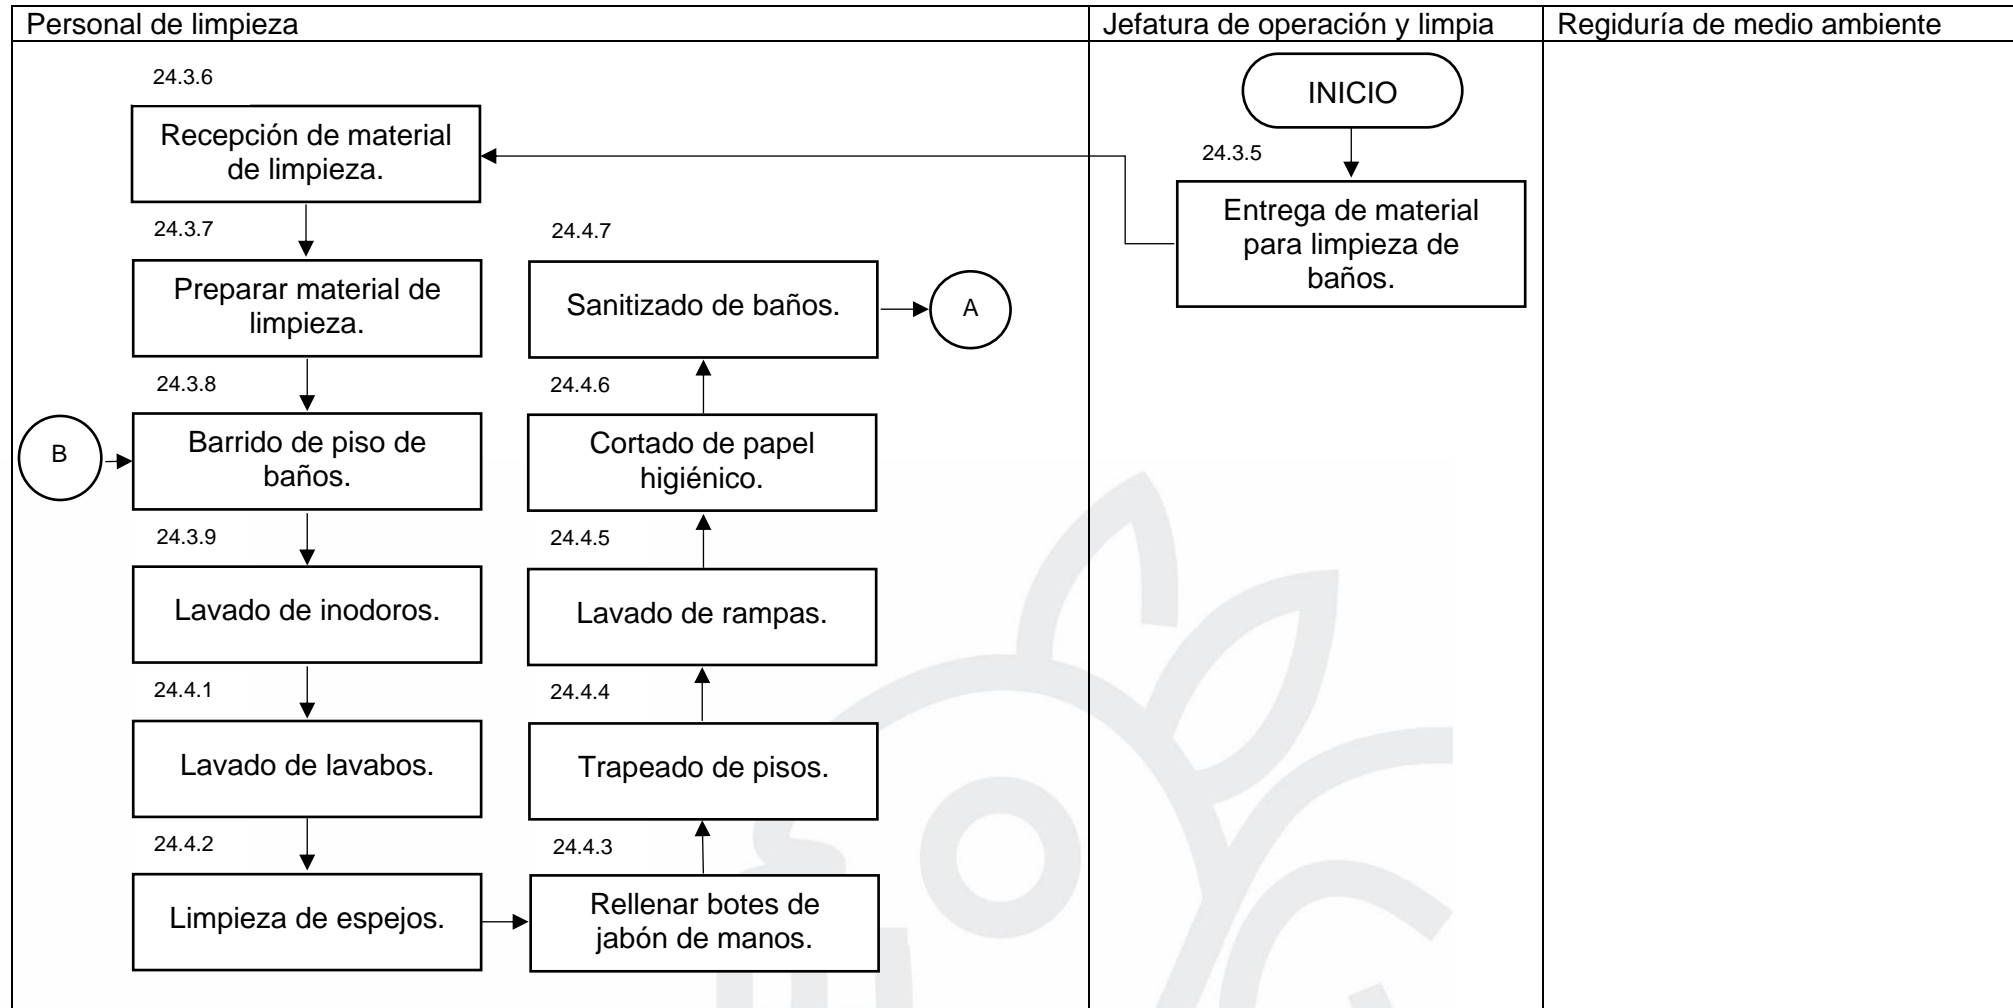 Personal de limpieza
Jefatura de operación y limpia
Regiduría de medio ambiente
INICIO
24.3.5
Entrega de material
para limpieza de
baños.
24.3.6
Recepción de material
de limpieza.
24.3.7
Preparar material de
limpieza.
24.3.8
B
Barrido de piso de
baños.
24.3.9
Lavado de inodoros.
24.4.1
Lavado de lavabos.
24.4.2
Limpieza de espejos.
24.4.3
Rellenar botes de
jabón de manos.
24.4.4
Trapeado de pisos.
24.4.5
Lavado de rampas.
24.4.6
Cortado de papel
higiénico.
24.4.7
Sanitizado de baños.
A